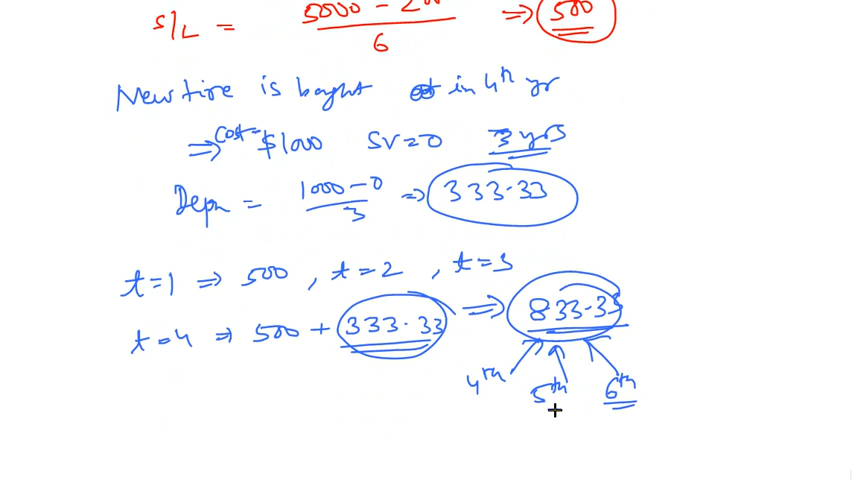 S/L = 5000 - 200 / 6 ⇒ 500
New tire is bought in 4th yr
⇒ Cost = $1000 SV=0 3 yrs
Depn = 1000-0 / 3 ⇒ 333.33
t=1 ⇒ 500, t=2, t=3
t=4 ⇒ 500 + 333.33 ⇒ 833.33
4th 5th 6th